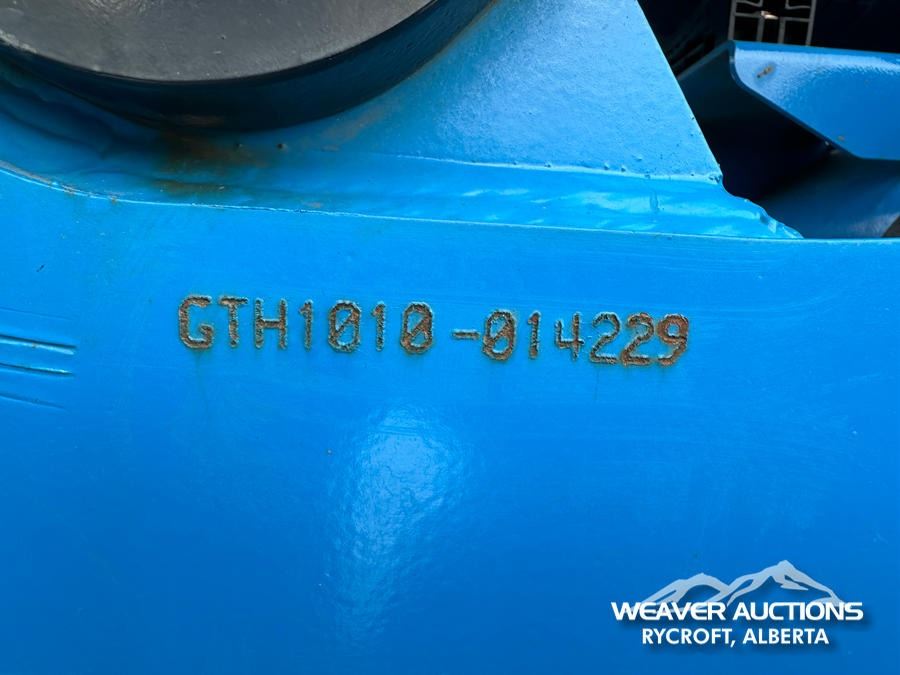 GTH1010-014229
WEAVER AUCTIONS
RYCROFT, ALBERTA